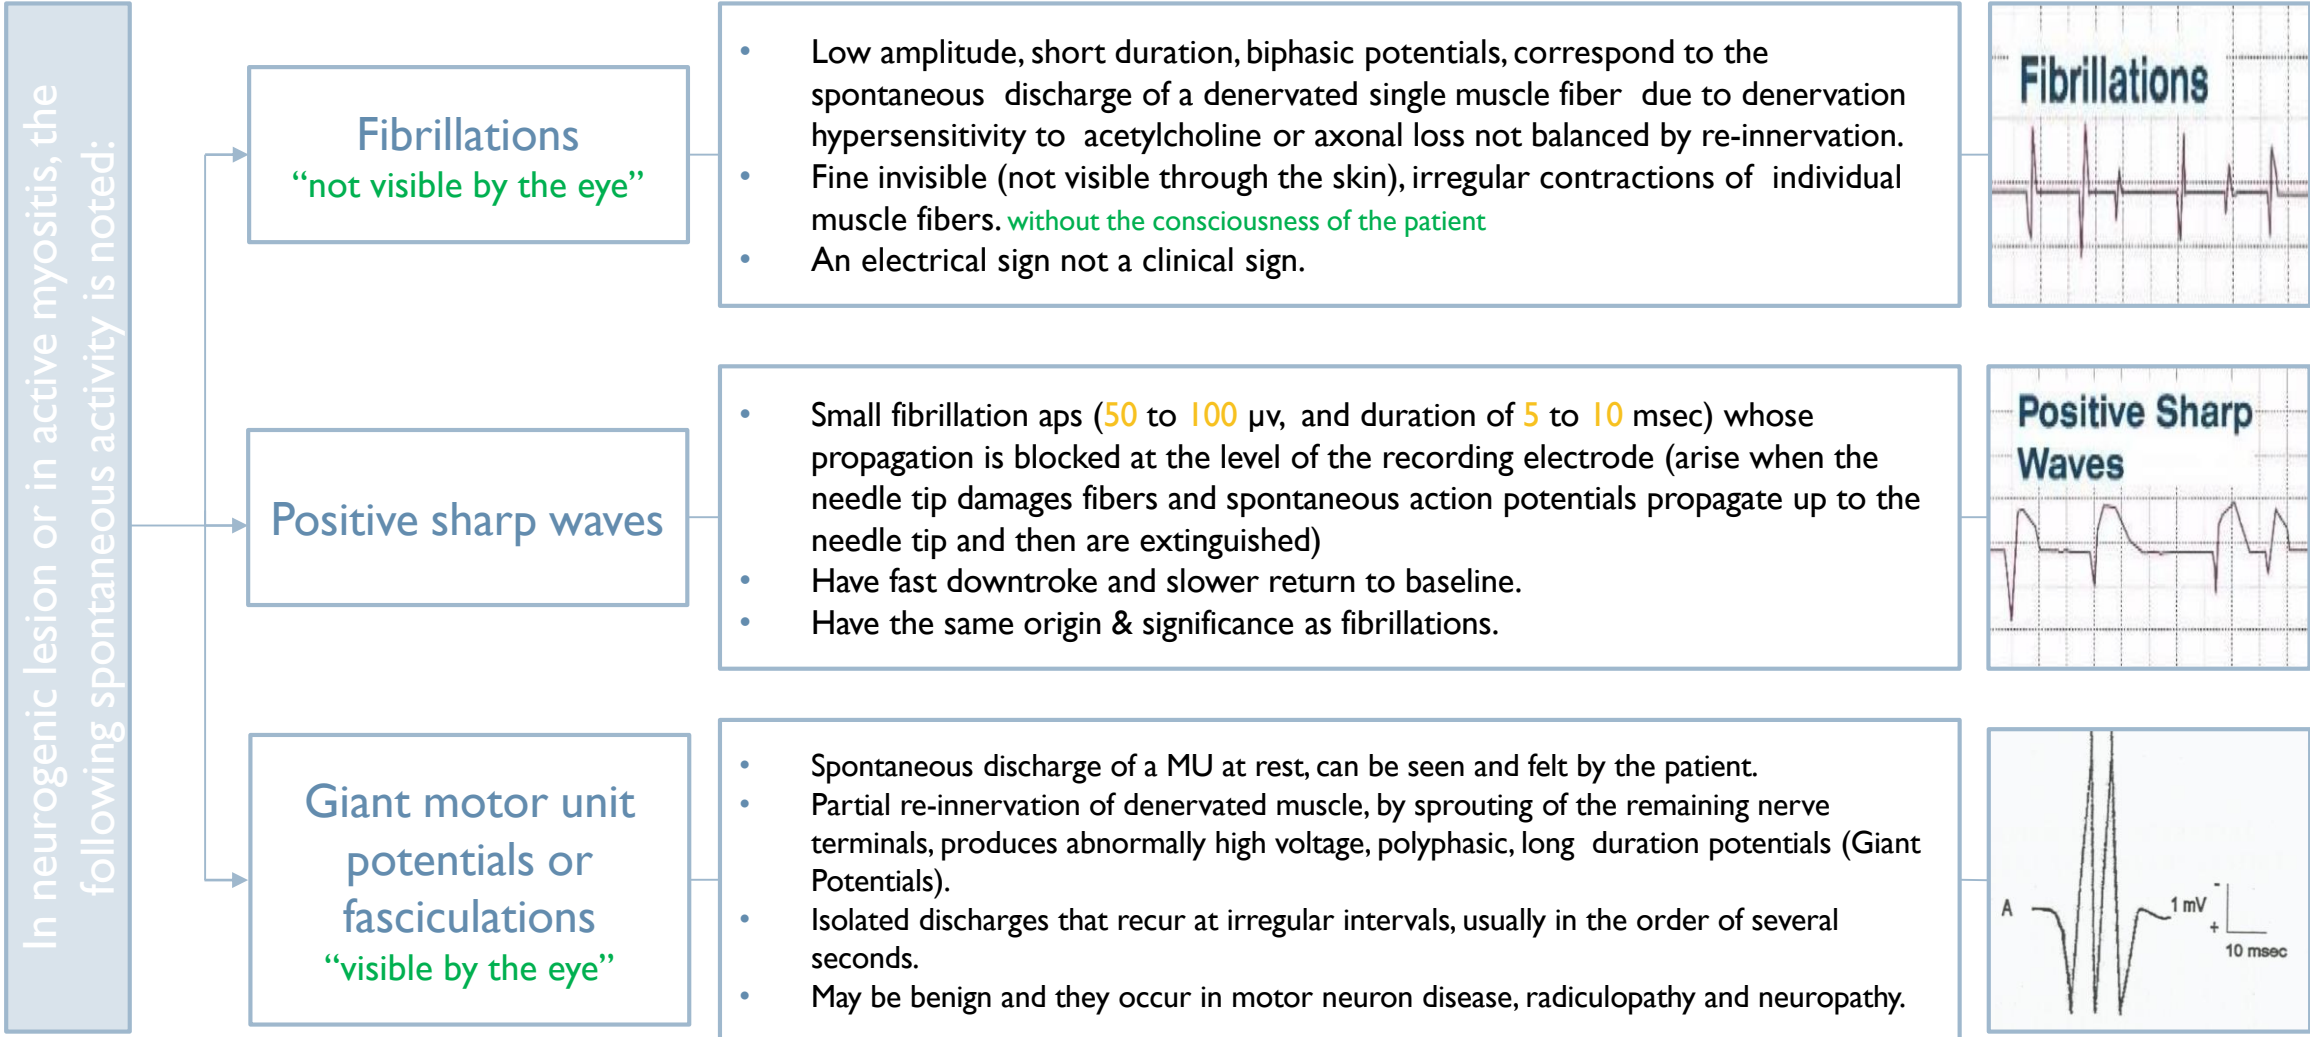 In neurogenic lesion or in active myositis, the
following spontaneous activity is noted:
Fibrillations
“not visible by the eye”
• Low amplitude, short duration, biphasic potentials, correspond to the
spontaneous discharge of a denervated single muscle fiber due to denervation
hypersensitivity to acetylcholine or axonal loss not balanced by re-innervation.
• Fine invisible (not visible through the skin), irregular contractions of individual
muscle fibers. without the consciousness of the patient
• An electrical sign not a clinical sign.
Fibrillations
Positive sharp waves
• Small fibrillation aps (50 to 100 µv, and duration of 5 to 10 msec) whose
propagation is blocked at the level of the recording electrode (arise when the
needle tip damages fibers and spontaneous action potentials propagate up to the
needle tip and then are extinguished)
• Have fast downtroke and slower return to baseline.
• Have the same origin & significance as fibrillations.
Positive Sharp
Waves
Giant motor unit
potentials or
fasciculations
“visible by the eye”
• Spontaneous discharge of a MU at rest, can be seen and felt by the patient.
• Partial re-innervation of denervated muscle, by sprouting of the remaining nerve
terminals, produces abnormally high voltage, polyphasic, long duration potentials (Giant
Potentials).
• Isolated discharges that recur at irregular intervals, usually in the order of several
seconds.
• May be benign and they occur in motor neuron disease, radiculopathy and neuropathy.
A
1 mV
-
+
10 msec